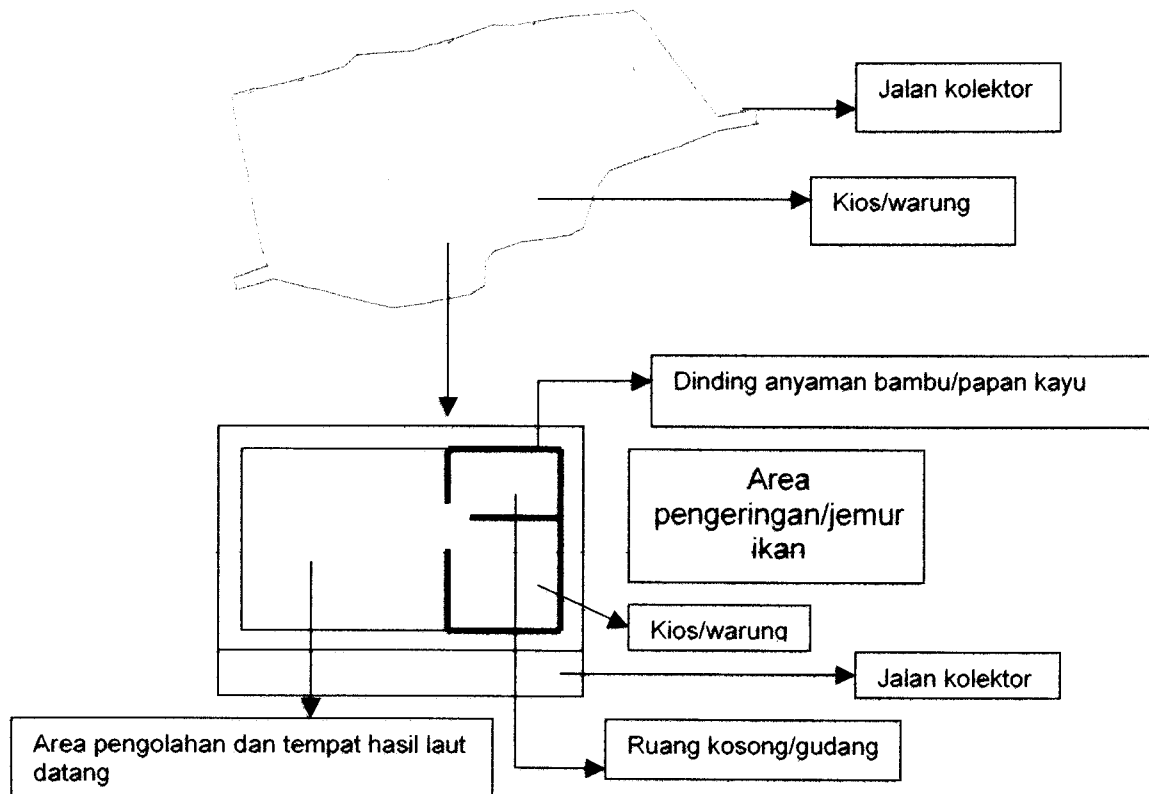 Jalan kolektor
Kios/warung
Dinding anyaman bambu/papan kayu
Area
pengeringan/jemur
ikan
Kios/warung
Jalan kolektor
Area pengolahan dan tempat hasil laut
datang
Ruang kosong/gudang